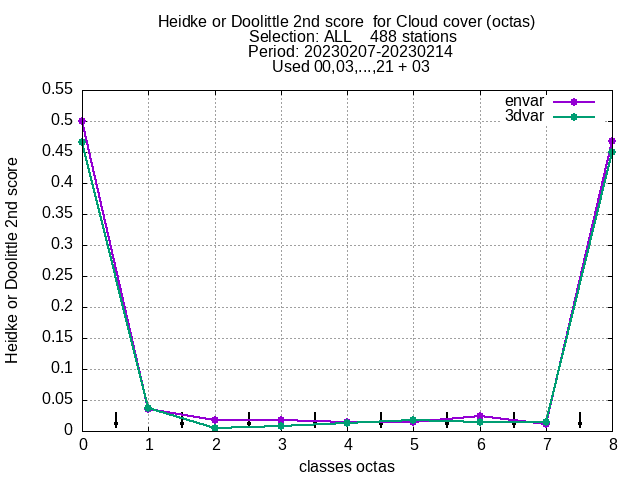 Heidke or Doolittle 2nd score  for Cloud cover (octas)
Selection: ALL    488 stations
Period: 20230207-20230214
Used 00,03,...,21 + 03
envar
3dvar
Heidke or Doolittle 2nd score
0.55
0.5
0.45
0.4
0.35
0.3
0.25
0.2
0.15
0.1
0.05
0
0 1 2 3 4 5 6 7 8
classes octas